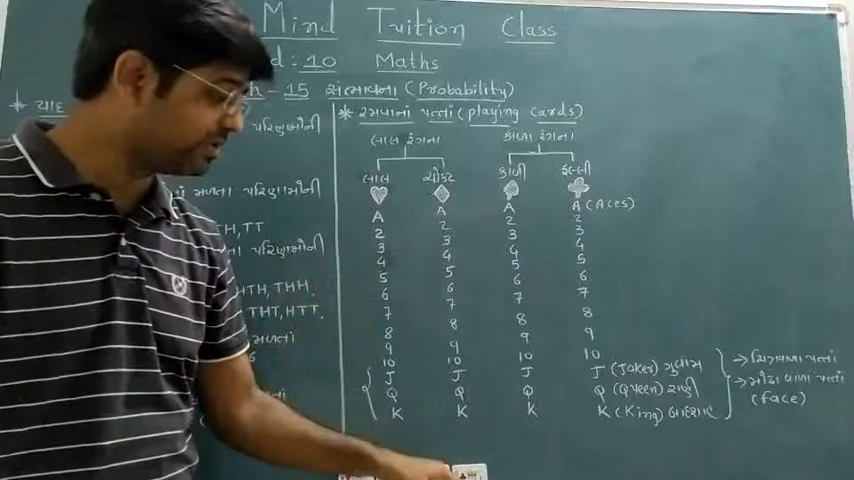 Mind Tuition Class
: 10 Maths
15 સંભાવના (Probability)
* યાદ
* રમવાનાં પત્તાં (playing cards)
પરિણામોની
લાલ રંગના
કાળા રંગના
લાલ ચોકટ કાળી ફુલ્લી
મળતા પરિણામોની
A A A A (Aces)
2 2 2 2
TH, TT
3 3 3 3
પરિણામોની
4 4 4 4
5 5 5 5
6 6 6 6
HTH, THH,
7 7 7 7
THT, HTT.
8 8 8 8
મળતાં
9 9 9 9
10 10 10 10
J J J J (Joker) ગુલામ
Q Q Q Q (Queen) રાણી
K K K K (King) બાદશાહ
→ ચિત્રવાળા પત્તાં
→ મોઢા વાળા પત્તાં
(face)